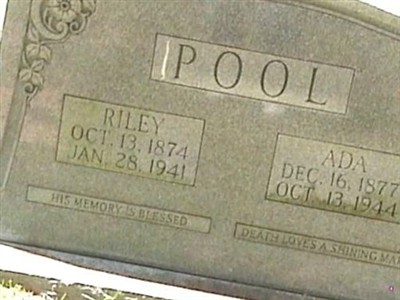 POOL
RILEY
OCT. 13, 1874
JAN. 28, 1941
HIS MEMORY IS BLESSED
ADA
DEC. 16, 1877
OCT. 13, 1944
DEATH LOVES A SHINING MAR